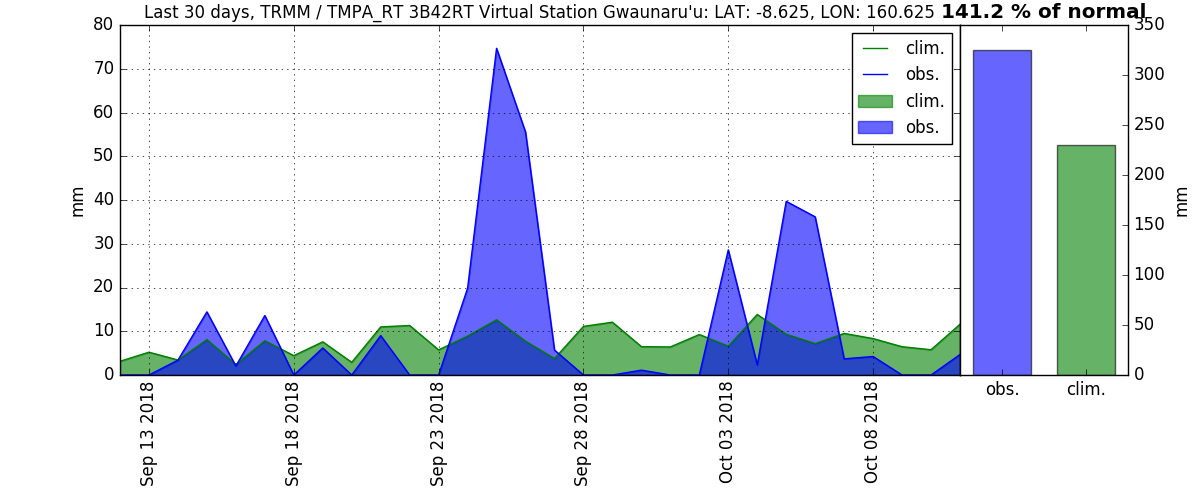 Last 30 days, TRMM / TMPA_RT 3B42RT Virtual Station Gwaunaru'u: LAT: -8.625, LON: 160.625 141.2 % of normal
80
70
60
50
40
30
20
10
0
mm
clim.
obs.
clim.
obs.
350
300
250
200
150
100
50
0
mm
Sep 13 2018
Sep 18 2018
Sep 23 2018
Sep 28 2018
Oct 03 2018
Oct 08 2018
obs.
clim.